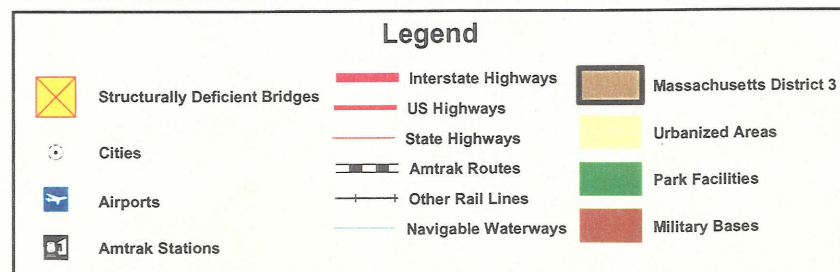 Legend
Structurally Deficient Bridges
Cities
Airports
Amtrak Stations
Interstate Highways
US Highways
State Highways
Amtrak Routes
Other Rail Lines
Navigable Waterways
Massachusetts District 3
Urbanized Areas
Park Facilities
Military Bases